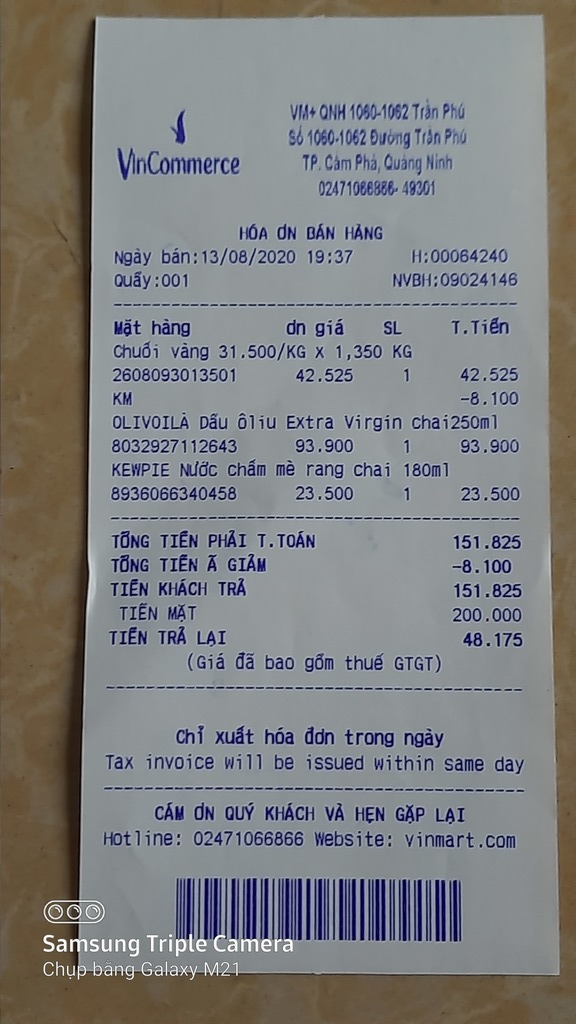 VinCommerce
VM+ QNH 1060-1062 Trần Phú
Số 1060-1062 Đường Trần Phú
TP. Cẩm Phả, Quảng Ninh
02471066866- 49301
HÓA ƠN BÁN HÀNG
Ngày bán:13/08/2020 19:37 H:00064240
Quầy:001 NVBH:09024146
Mặt hàng ơn giá SL T.Tiền
Chuối vàng 31.500/KG x 1,350 KG
2608093013501 42.525 1 42.525
KM -8.100
OLIVOILÀ Dầu ôliu Extra Virgin chai250ml
8032927112643 93.900 1 93.900
KEWPIE Nước chấm mè rang chai 180ml
8936066340458 23.500 1 23.500
TỔNG TIỀN PHẢI T.TOÁN 151.825
TỔNG TIỀN Ã GIẢM -8.100
TIỀN KHÁCH TRẢ 151.825
TIỀN MẶT 200.000
TIỀN TRẢ LẠI 48.175
(Giá đã bao gồm thuế GTGT)
Chỉ xuất hóa đơn trong ngày
Tax invoice will be issued within same day
CẢM ƠN QUÝ KHÁCH VÀ HẸN GẶP LẠI
Hotline: 02471066866 Website: vinmart.com
Samsung Triple Camera
Chụp bằng Galaxy M21